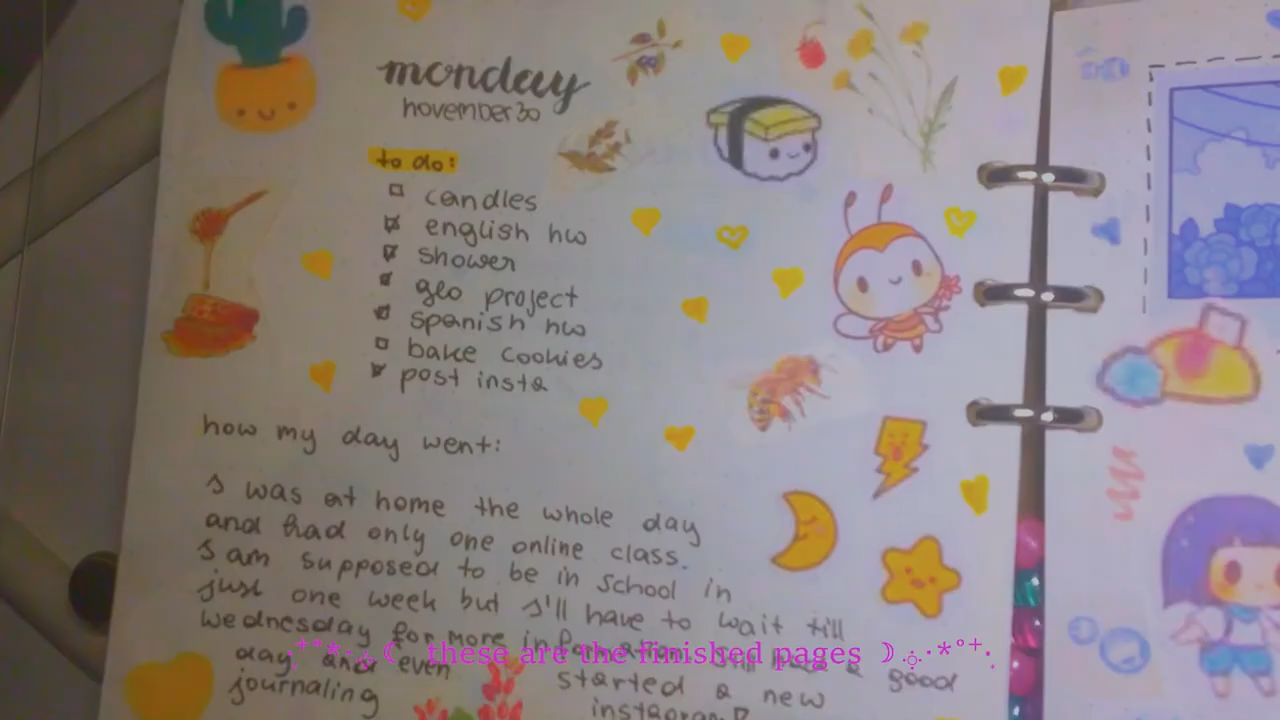 monday
november 30
to do:
candles
english hw
shower
geo project
spanish hw
bake cookies
post insta
how my day went:
I was at home the whole day
and had only one online class.
I am supposed to be in school in
just one week but I'll have to wait till
wednesday for more information. a good
day and even started a new
journaling instagram
these are the finished pages